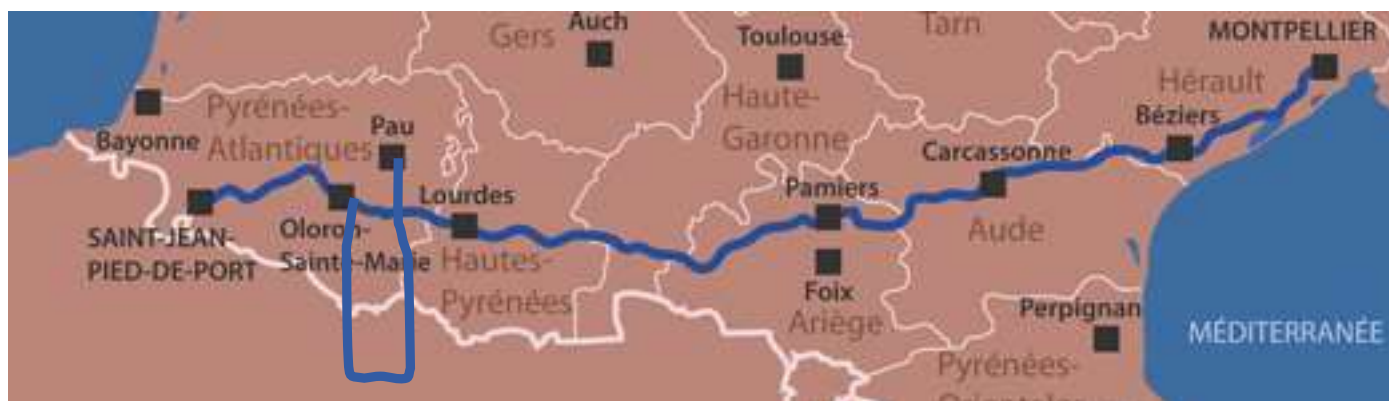 Gers
Auch
Toulouse
Tarn
MONTPELLIER
Pyrénées-
Atlantiques
Pau
Haute-
Garonne
Hérault
Béziers
Bayonne
Carcassonne
Lourdes
Pamiers
SAINT-JEAN-
PIED-DE-PORT
Oloron-
Sainte-Marie
Hautes-
Pyrénées
Aude
Foix
Ariège
Perpignan
MÉDITERRANÉE
Pyrénées-